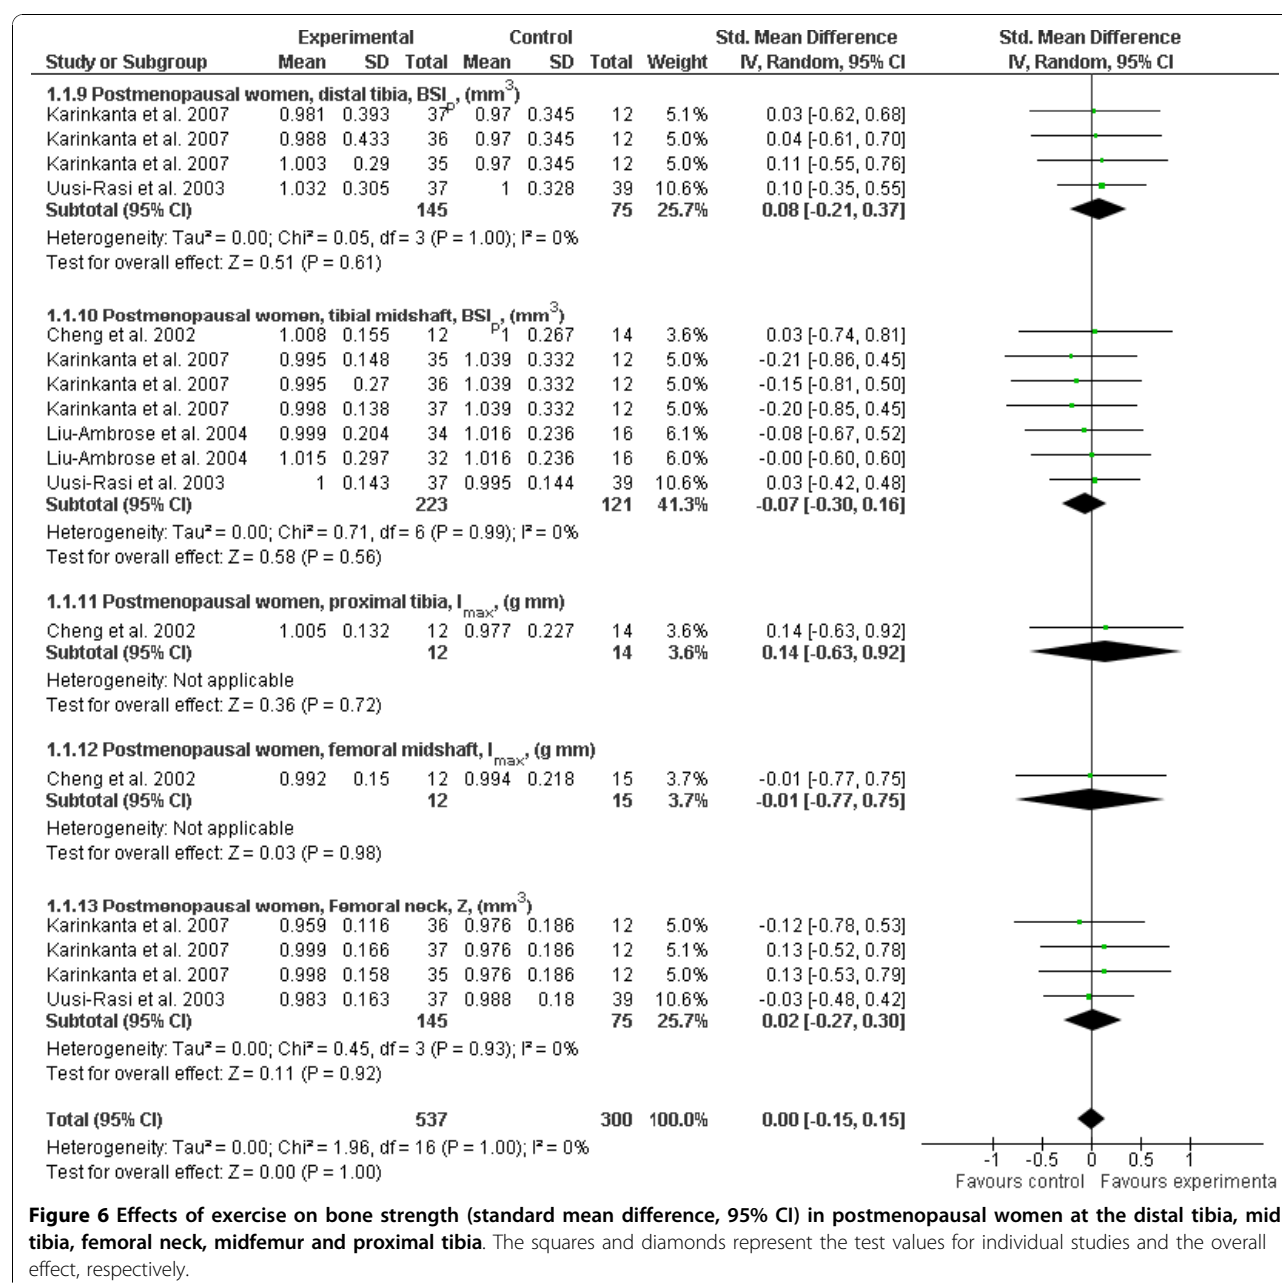 Experimental Control Std. Mean Difference Std. Mean Difference
Study or Subgroup Mean SD Total Mean SD Total Weight IV, Random, 95% CI IV, Random, 95% CI
1.1.9 Postmenopausal women, distal tibia, BSIp, (mm³)
Karinkanta et al. 2007 0.981 0.393 37 0.97 0.345 12 5.1% 0.03 [-0.62, 0.68]
Karinkanta et al. 2007 0.988 0.433 36 0.97 0.345 12 5.0% 0.04 [-0.61, 0.70]
Karinkanta et al. 2007 1.003 0.29 35 0.97 0.345 12 5.0% 0.11 [-0.55, 0.76]
Uusi-Rasi et al. 2003 1.032 0.305 37 1 0.328 39 10.6% 0.10 [-0.35, 0.55]
Subtotal (95% CI) 145 75 25.7% 0.08 [-0.21, 0.37]
Heterogeneity: Tau² = 0.00; Chi² = 0.05, df = 3 (P = 1.00); I² = 0%
Test for overall effect: Z = 0.51 (P = 0.61)
1.1.10 Postmenopausal women, tibial midshaft, BSIp, (mm³)
Cheng et al. 2002 1.008 0.155 12 1 0.267 14 3.6% 0.03 [-0.74, 0.81]
Karinkanta et al. 2007 0.995 0.148 35 1.039 0.332 12 5.0% -0.21 [-0.86, 0.45]
Karinkanta et al. 2007 0.995 0.27 36 1.039 0.332 12 5.0% -0.15 [-0.81, 0.50]
Karinkanta et al. 2007 0.998 0.138 37 1.039 0.332 12 5.0% -0.20 [-0.85, 0.45]
Liu-Ambrose et al. 2004 0.999 0.204 34 1.016 0.236 16 6.1% -0.08 [-0.67, 0.52]
Liu-Ambrose et al. 2004 1.015 0.297 32 1.016 0.236 16 6.0% -0.00 [-0.60, 0.60]
Uusi-Rasi et al. 2003 1 0.143 37 0.995 0.144 39 10.6% 0.03 [-0.42, 0.48]
Subtotal (95% CI) 223 121 41.3% -0.07 [-0.30, 0.16]
Heterogeneity: Tau² = 0.00; Chi² = 0.71, df = 6 (P = 0.99); I² = 0%
Test for overall effect: Z = 0.58 (P = 0.56)
1.1.11 Postmenopausal women, proximal tibia, Imax, (g mm)
Cheng et al. 2002 1.005 0.132 12 0.977 0.227 14 3.6% 0.14 [-0.63, 0.92]
Subtotal (95% CI) 12 14 3.6% 0.14 [-0.63, 0.92]
Heterogeneity: Not applicable
Test for overall effect: Z = 0.36 (P = 0.72)
1.1.12 Postmenopausal women, femoral midshaft, Imax, (g mm)
Cheng et al. 2002 0.992 0.15 12 0.994 0.218 15 3.7% -0.01 [-0.77, 0.75]
Subtotal (95% CI) 12 15 3.7% -0.01 [-0.77, 0.75]
Heterogeneity: Not applicable
Test for overall effect: Z = 0.03 (P = 0.98)
1.1.13 Postmenopausal women, Femoral neck, Z, (mm³)
Karinkanta et al. 2007 0.959 0.116 36 0.976 0.186 12 5.0% -0.12 [-0.78, 0.53]
Karinkanta et al. 2007 0.999 0.166 37 0.976 0.186 12 5.1% 0.13 [-0.52, 0.78]
Karinkanta et al. 2007 0.998 0.158 35 0.976 0.186 12 5.0% 0.13 [-0.53, 0.79]
Uusi-Rasi et al. 2003 0.983 0.163 37 0.988 0.18 39 10.6% -0.03 [-0.48, 0.42]
Subtotal (95% CI) 145 75 25.7% 0.02 [-0.27, 0.30]
Heterogeneity: Tau² = 0.00; Chi² = 0.45, df = 3 (P = 0.93); I² = 0%
Test for overall effect: Z = 0.11 (P = 0.92)
Total (95% CI) 537 300 100.0% 0.00 [-0.15, 0.15]
Heterogeneity: Tau² = 0.00; Chi² = 1.96, df = 16 (P = 1.00); I² = 0%
Test for overall effect: Z = 0.00 (P = 1.00)
-1 -0.5 0 0.5 1
Favours control Favours experimenta
Figure 6 Effects of exercise on bone strength (standard mean difference, 95% CI) in postmenopausal women at the distal tibia, mid
tibia, femoral neck, midfemur and proximal tibia. The squares and diamonds represent the test values for individual studies and the overall
effect, respectively.